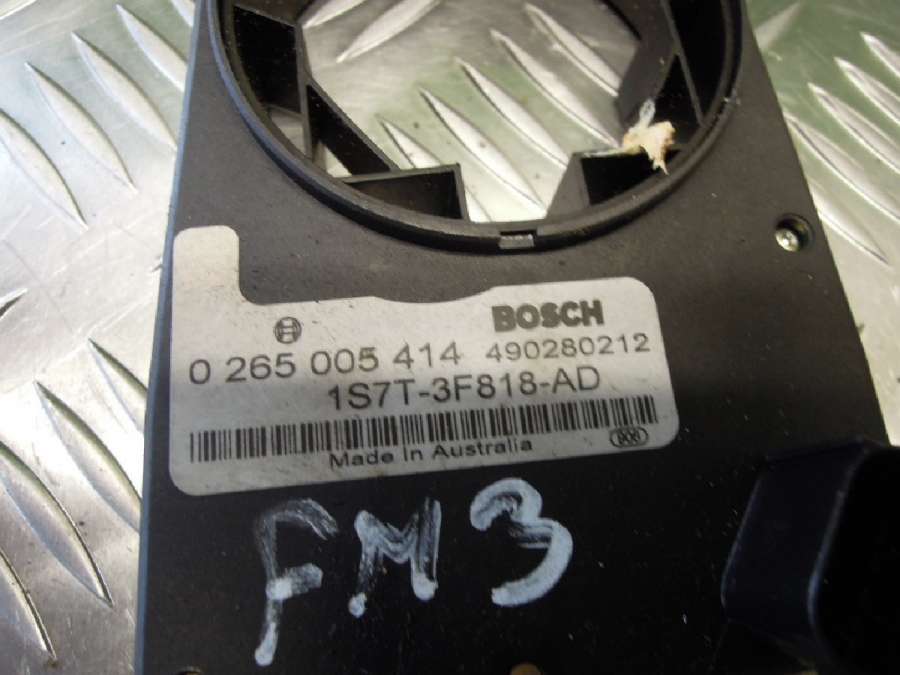 BOSCH
0 265 005 414 490280212
1S7T-3F818-AD
Made In Australia
FM3